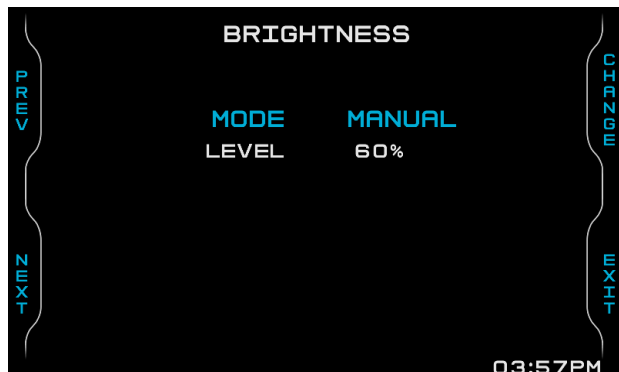 BRIGHTNESS
PREV
CHANGE
MODE MANUAL
LEVEL 60%
NEXT
EXIT
03:57PM